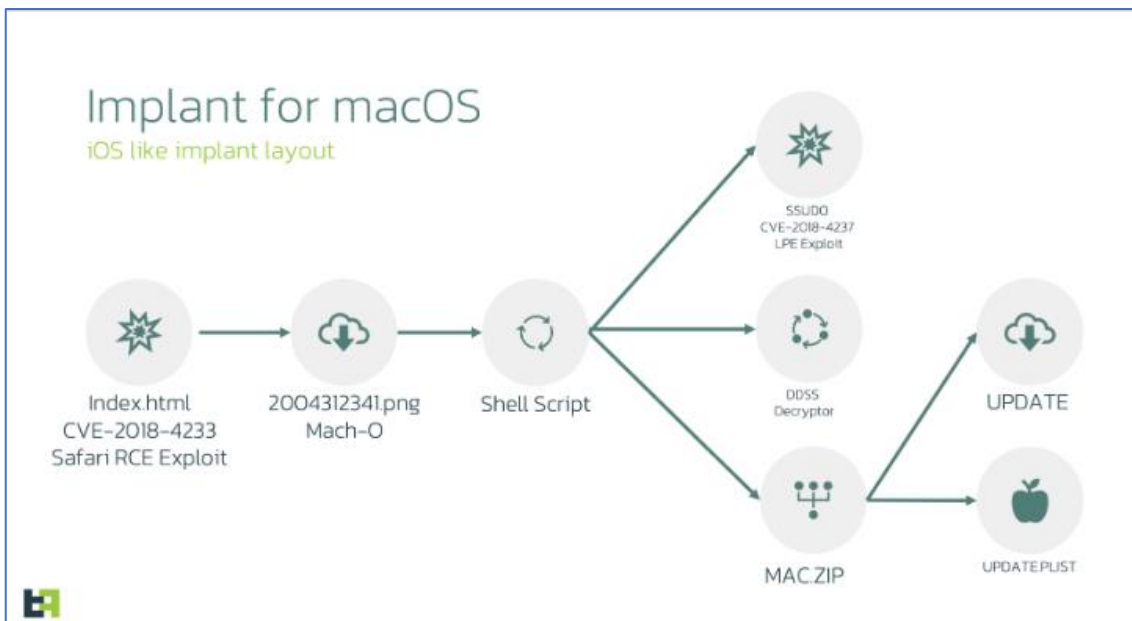 Implant for macOS
iOS like implant layout
SSUDO
CVE-2018-4237
LPE Exploit
Index.html
CVE-2018-4233
Safari RCE Exploit
2004312341.png
Mach-O
Shell Script
DDSS
Decryptor
UPDATE
MAC.ZIP
UPDATE.PLIST